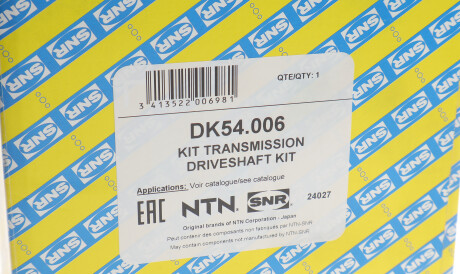 SNR
QTE/QTY: 1
3 413522 006981
DK54.006
KIT TRANSMISSION
DRIVESHAFT KIT
Applications: Voir catalogue/see catalogue
EAC NTN. SNR 24027
Original brands of NTN Corporation - Japan
Peut contenir des composants non fabriqués par NTN-SNR.
May contain components not manufactured by NTN-SNR